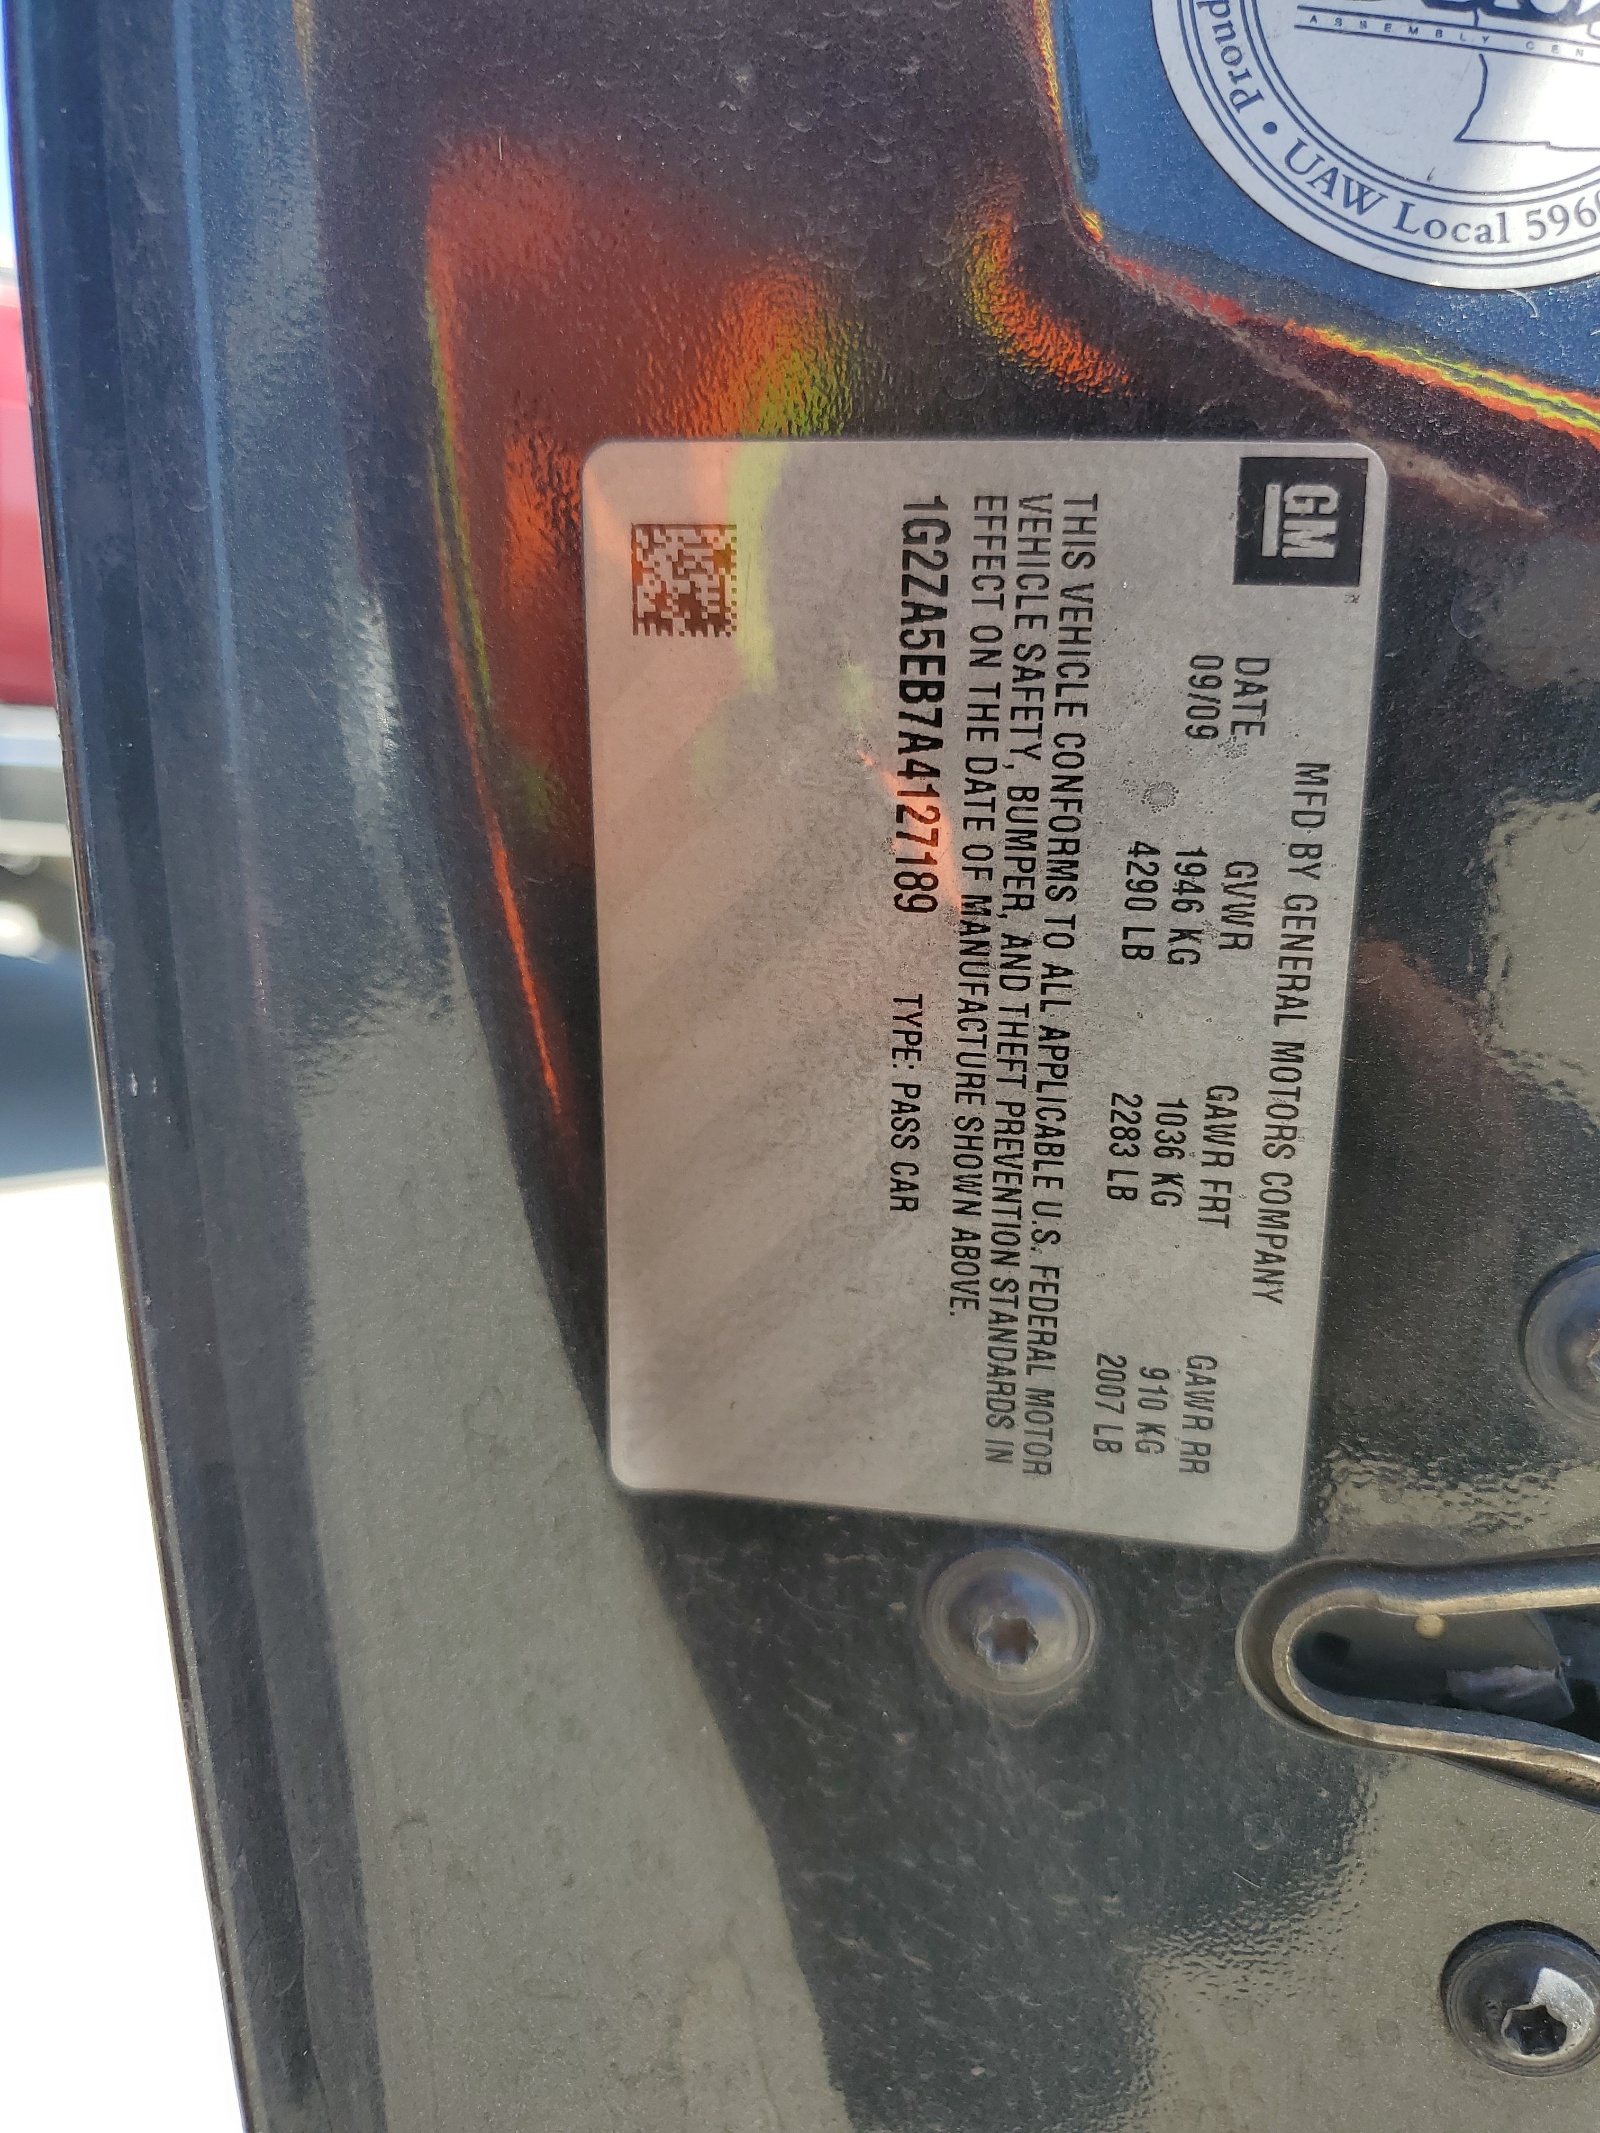 GM
MFD BY GENERAL MOTORS COMPANY
DATE GVWR GAWR FRT GAWR RR
09/09 1946 KG 1036 KG 910 KG
4290 LB 2283 LB 2007 LB
THIS VEHICLE CONFORMS TO ALL APPLICABLE U.S. FEDERAL MOTOR
VEHICLE SAFETY, BUMPER, AND THEFT PREVENTION STANDARDS IN
EFFECT ON THE DATE OF MANUFACTURE SHOWN ABOVE.
1G2ZA5EB7A4127189 TYPE: PASS CAR
ASSEMBLY CEN
Proud
• UAW Local 596